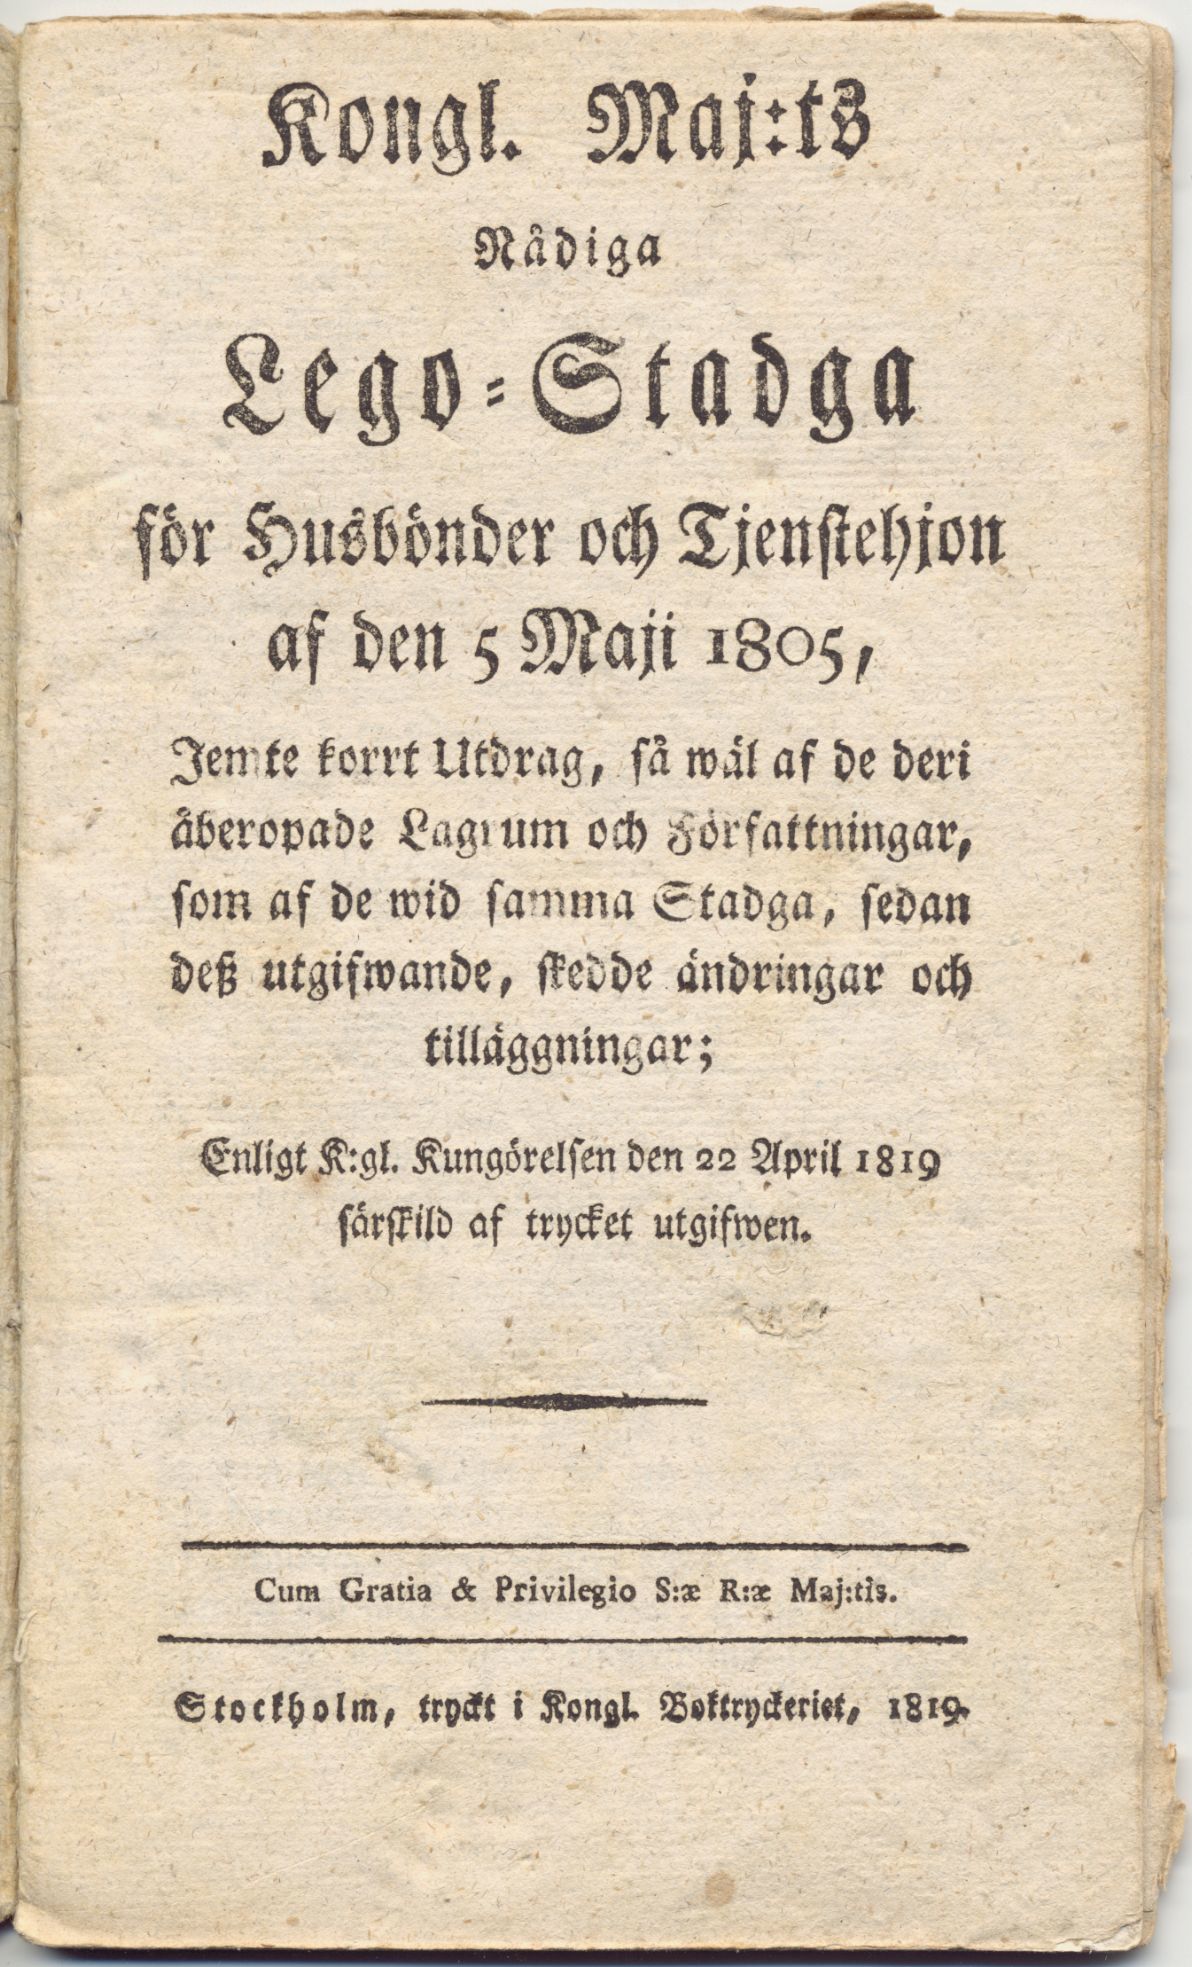 Kongl. Maj:ts
Nådiga
Lego-Stadga
för Husbönder och Tjenstehjon
af den 5 Maji 1805,
Jemte korrt Utdrag, så wäl af de deri
åberopade Lagrum och Författningar,
som af de wid samma Stadga, sedan
deß utgifwande, skedde ändringar och
tilläggningar;
Enligt K:gl. Kungörelsen den 22 April 1819
särskild af trycket utgifwen.
Cum Gratia & Privilegio S:æ R:æ Maj:tis.
Stockholm, tryckt i Kongl. Boktryckeriet, 1819.